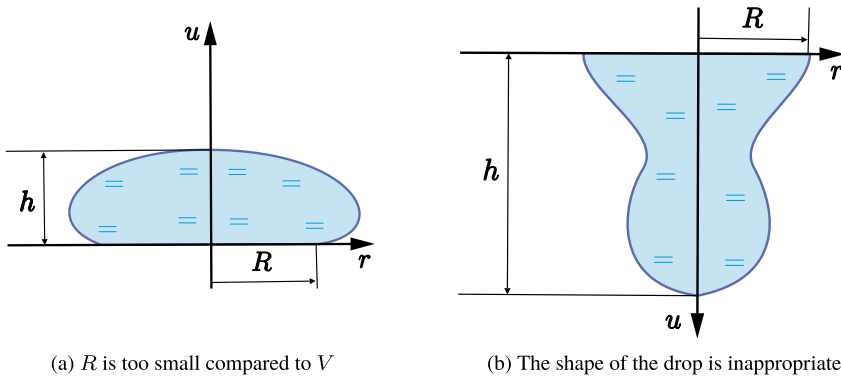 u
h
R
r
(a) R is too small compared to V
R
r
h
u
(b) The shape of the drop is inappropriate